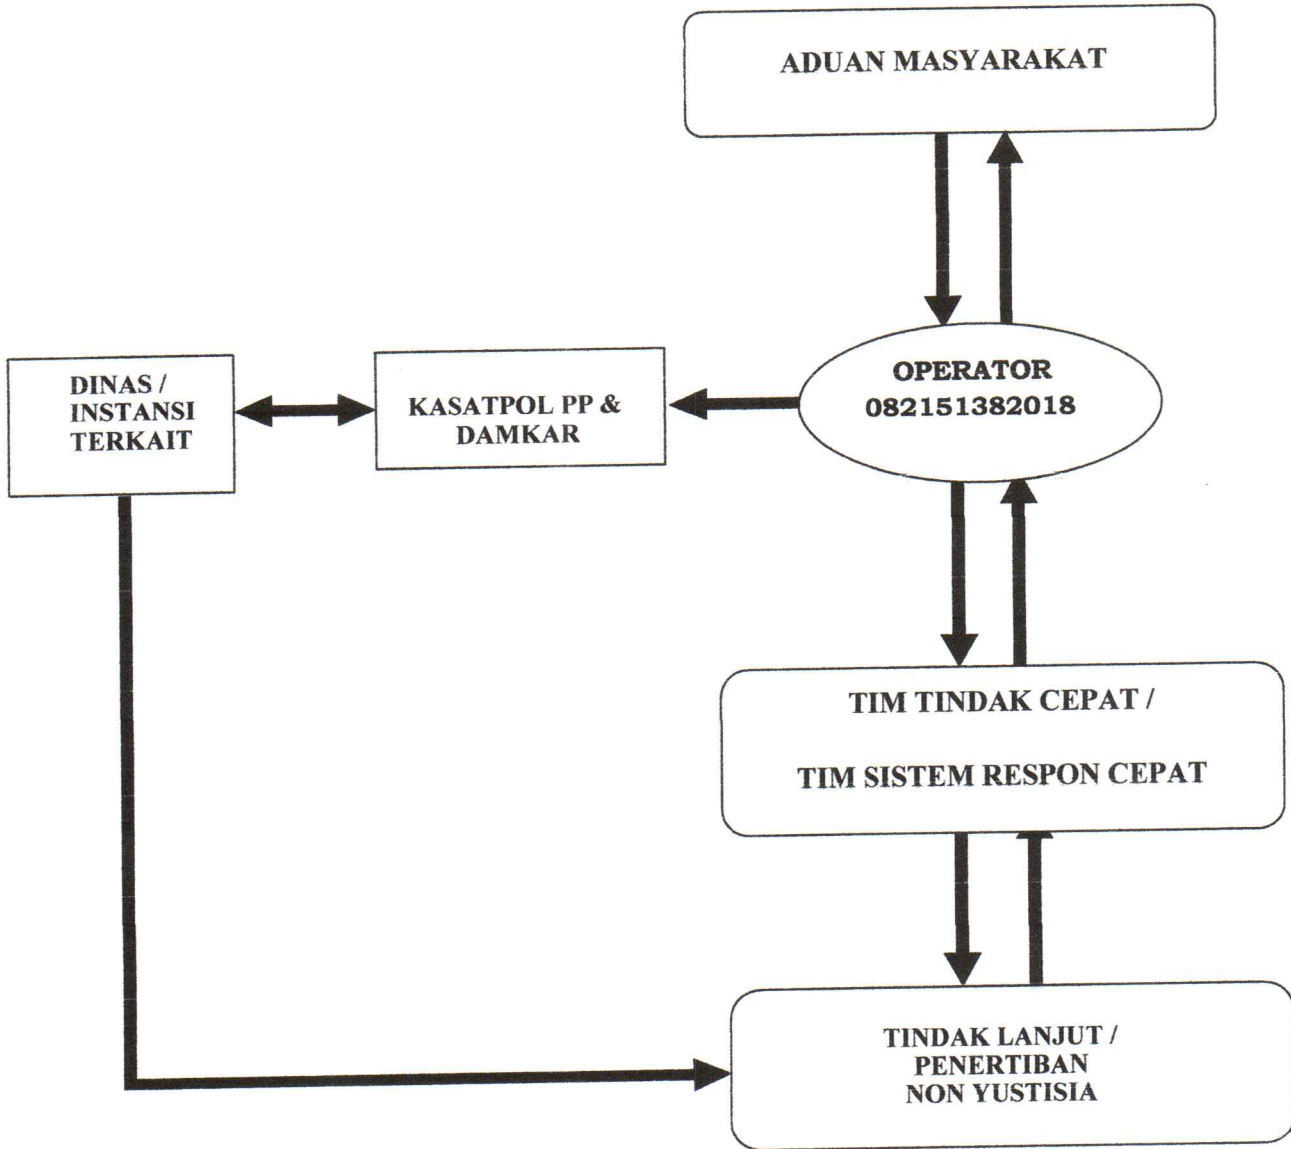 ADUAN MASYARAKAT
OPERATOR
082151382018
DINAS /
INSTANSI
TERKAIT
KASATPOL PP &
DAMKAR
TIM TINDAK CEPAT /
TIM SISTEM RESPON CEPAT
TINDAK LANJUT /
PENERTIBAN
NON YUSTISIA